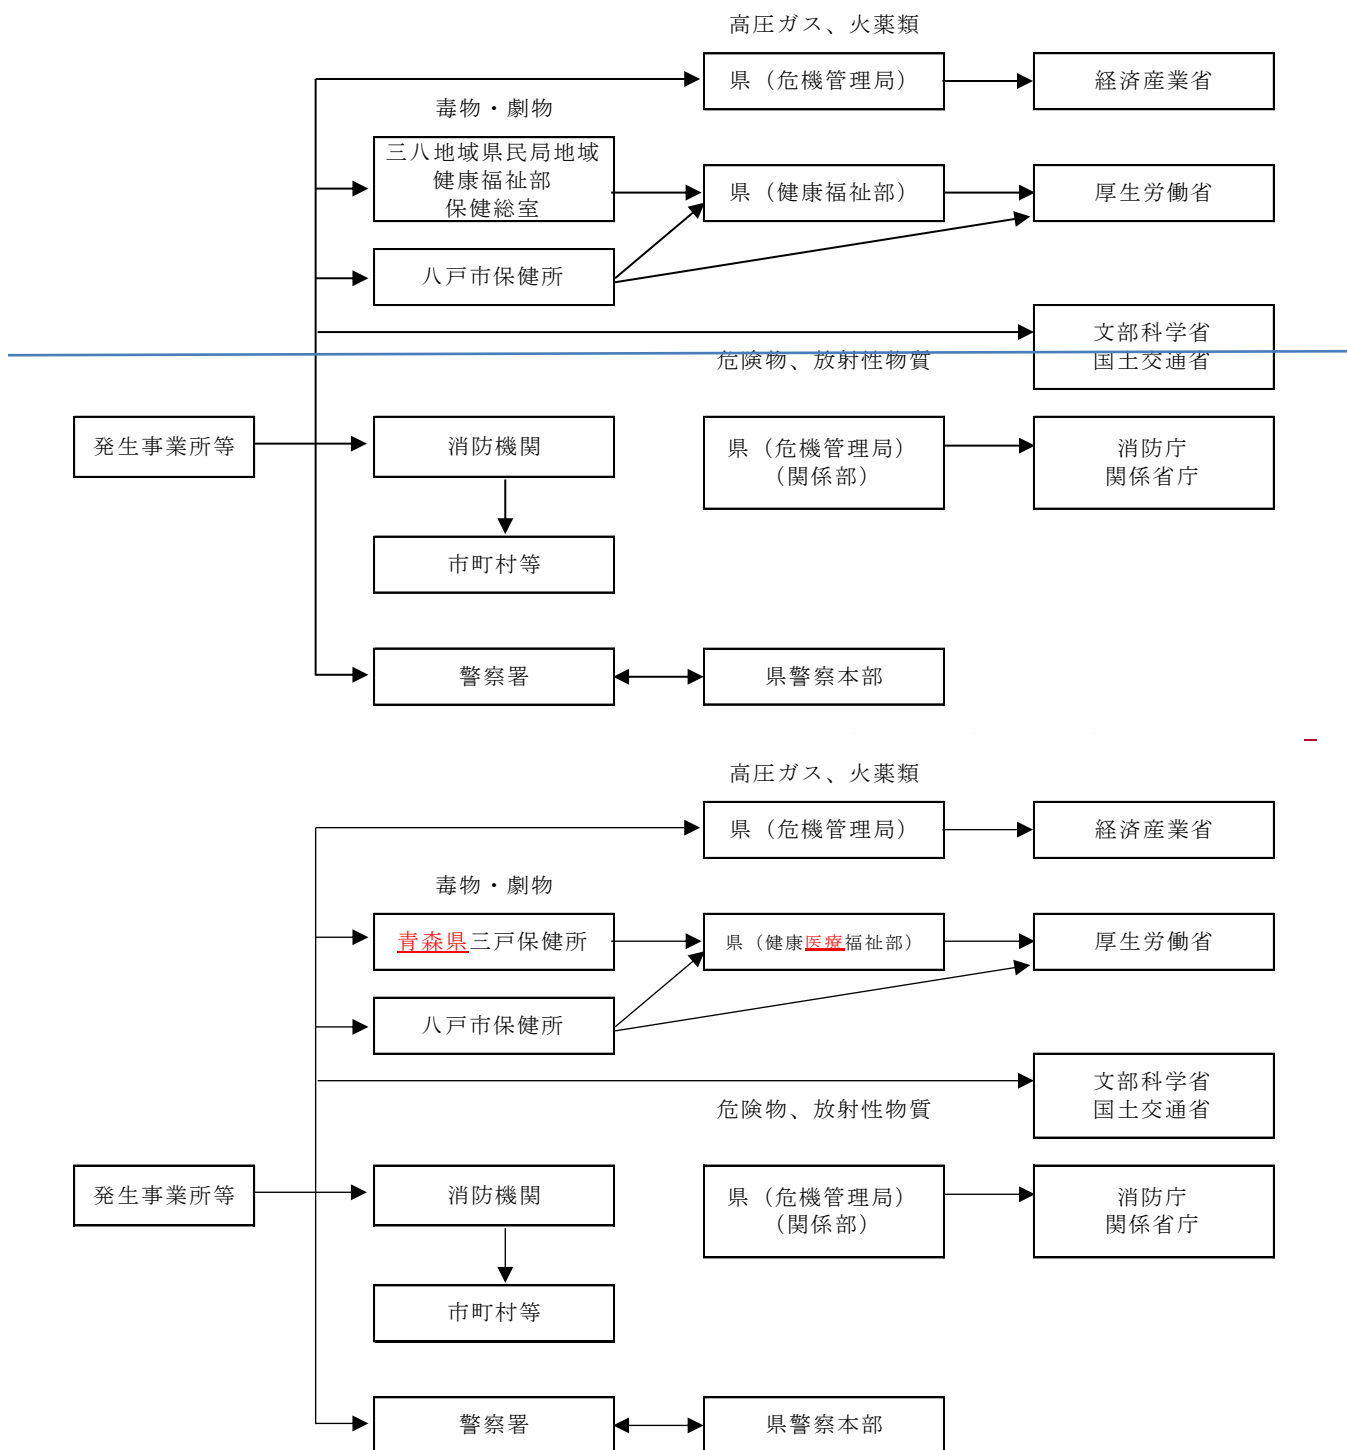 高圧ガス、火薬類
県（危機管理局）
経済産業省
毒物・劇物
三八地域県民局地域
健康福祉部
保健総室
県（健康福祉部）
厚生労働省
八戸市保健所
文部科学省
国土交通省
危険物、放射性物質
発生事業所等
消防機関
県（危機管理局）
（関係部）
消防庁
関係省庁
市町村等
警察署
県警察本部
高圧ガス、火薬類
県（危機管理局）
経済産業省
毒物・劇物
青森県三戸保健所
県（健康医療福祉部）
厚生労働省
八戸市保健所
文部科学省
国土交通省
危険物、放射性物質
発生事業所等
消防機関
県（危機管理局）
（関係部）
消防庁
関係省庁
市町村等
警察署
県警察本部